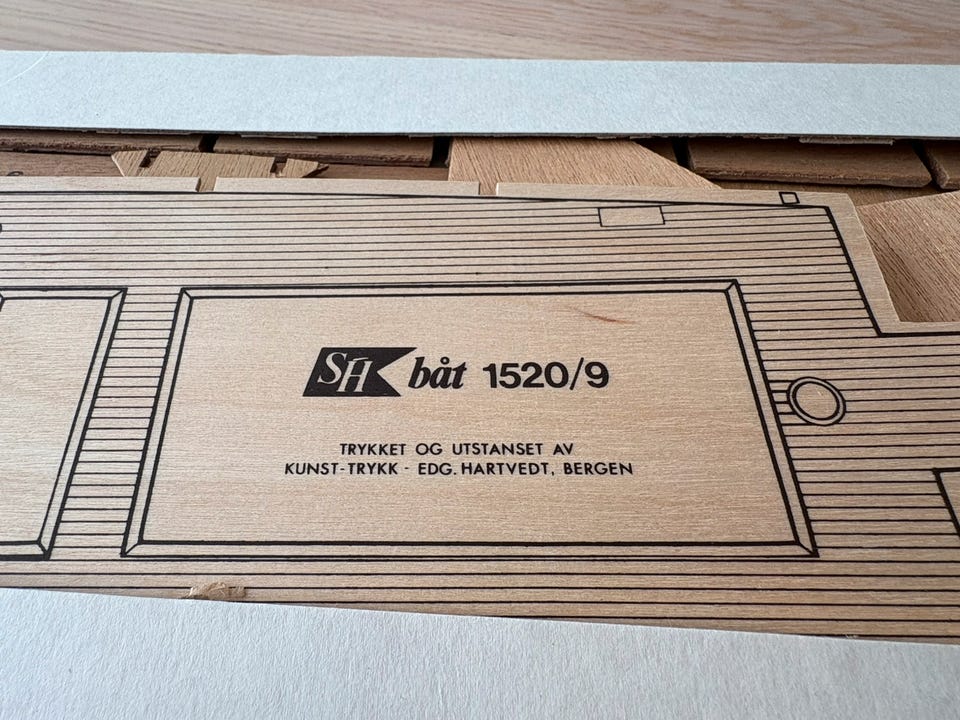 SH båt 1520/9
TRYKKET OG UTSTANSET AV
KUNST-TRYKK - EDG. HARTVEDT, BERGEN